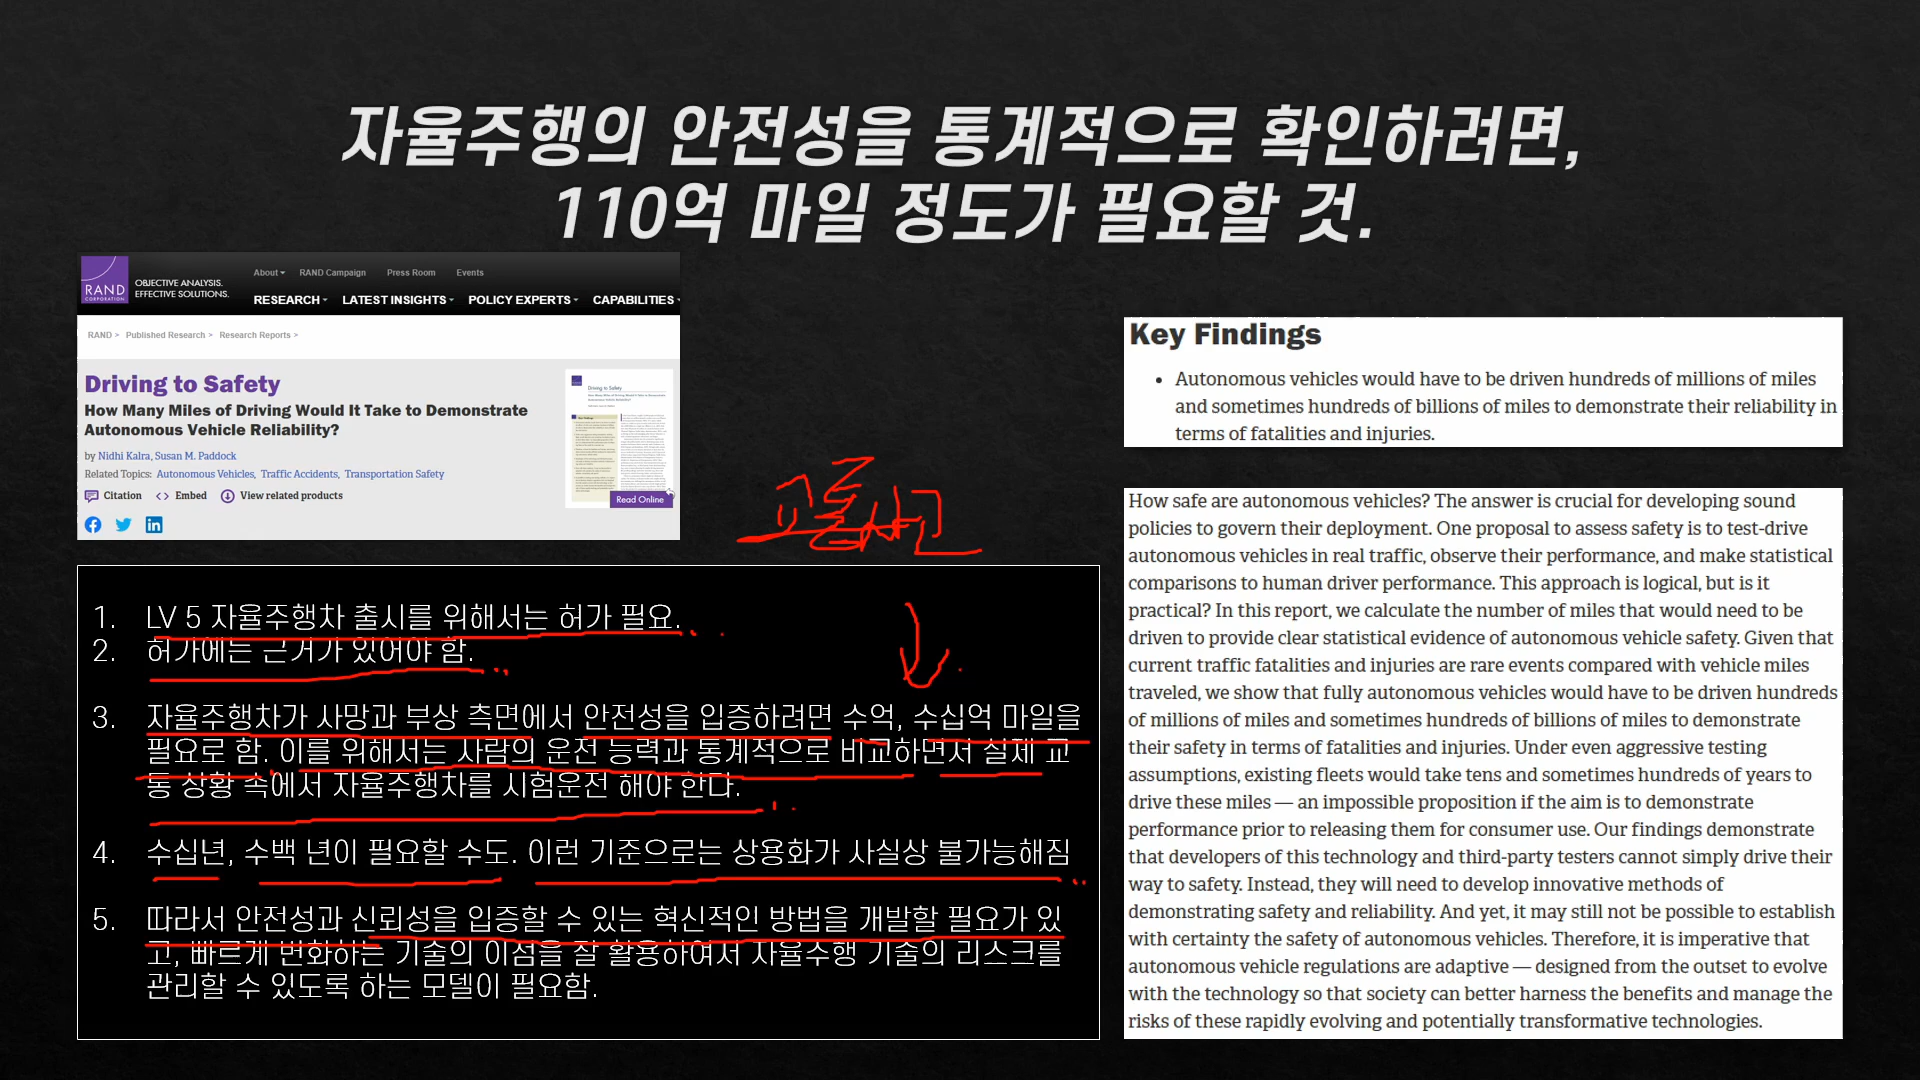 자율주행의 안전성을 통계적으로 확인하려면,
110억 마일 정도가 필요할 것.
RAND
CORPORATION
OBJECTIVE ANALYSIS.
EFFECTIVE SOLUTIONS.
About RAND Campaign Press Room Events
RESEARCH LATEST INSIGHTS POLICY EXPERTS CAPABILITIES
RAND > Published Research > Research Reports >
Driving to Safety
How Many Miles of Driving Would It Take to Demonstrate
Autonomous Vehicle Reliability?
by Nidhi Kalra, Susan M. Paddock
Related Topics: Autonomous Vehicles, Traffic Accidents, Transportation Safety
Citation <> Embed View related products
Driving to Safety
Read Online
교통사고
1. LV 5 자율주행차 출시를 위해서는 허가 필요.
2. 허가에는 근거가 있어야 함.
3. 자율주행차가 사망과 부상 측면에서 안전성을 입증하려면 수억, 수십억 마일을
필요로 함. 이를 위해서는 사람의 운전 능력과 통계적으로 비교하면서 실제 교
통 상황 속에서 자율주행차를 시험운전 해야 한다.
4. 수십년, 수백 년이 필요할 수도. 이런 기준으로는 상용화가 사실상 불가능해짐
5. 따라서 안전성과 신뢰성을 입증할 수 있는 혁신적인 방법을 개발할 필요가 있
고, 빠르게 변화하는 기술의 이점을 잘 활용하여서 자율주행 기술의 리스크를
관리할 수 있도록 하는 모델이 필요함.
Key Findings
• Autonomous vehicles would have to be driven hundreds of millions of miles
and sometimes hundreds of billions of miles to demonstrate their reliability in
terms of fatalities and injuries.
How safe are autonomous vehicles? The answer is crucial for developing sound
policies to govern their deployment. One proposal to assess safety is to test-drive
autonomous vehicles in real traffic, observe their performance, and make statistical
comparisons to human driver performance. This approach is logical, but is it
practical? In this report, we calculate the number of miles that would need to be
driven to provide clear statistical evidence of autonomous vehicle safety. Given that
current traffic fatalities and injuries are rare events compared with vehicle miles
traveled, we show that fully autonomous vehicles would have to be driven hundreds
of millions of miles and sometimes hundreds of billions of miles to demonstrate
their safety in terms of fatalities and injuries. Under even aggressive testing
assumptions, existing fleets would take tens and sometimes hundreds of years to
drive these miles — an impossible proposition if the aim is to demonstrate
performance prior to releasing them for consumer use. Our findings demonstrate
that developers of this technology and third-party testers cannot simply drive their
way to safety. Instead, they will need to develop innovative methods of
demonstrating safety and reliability. And yet, it may still not be possible to establish
with certainty the safety of autonomous vehicles. Therefore, it is imperative that
autonomous vehicle regulations are adaptive — designed from the outset to evolve
with the technology so that society can better harness the benefits and manage the
risks of these rapidly evolving and potentially transformative technologies.